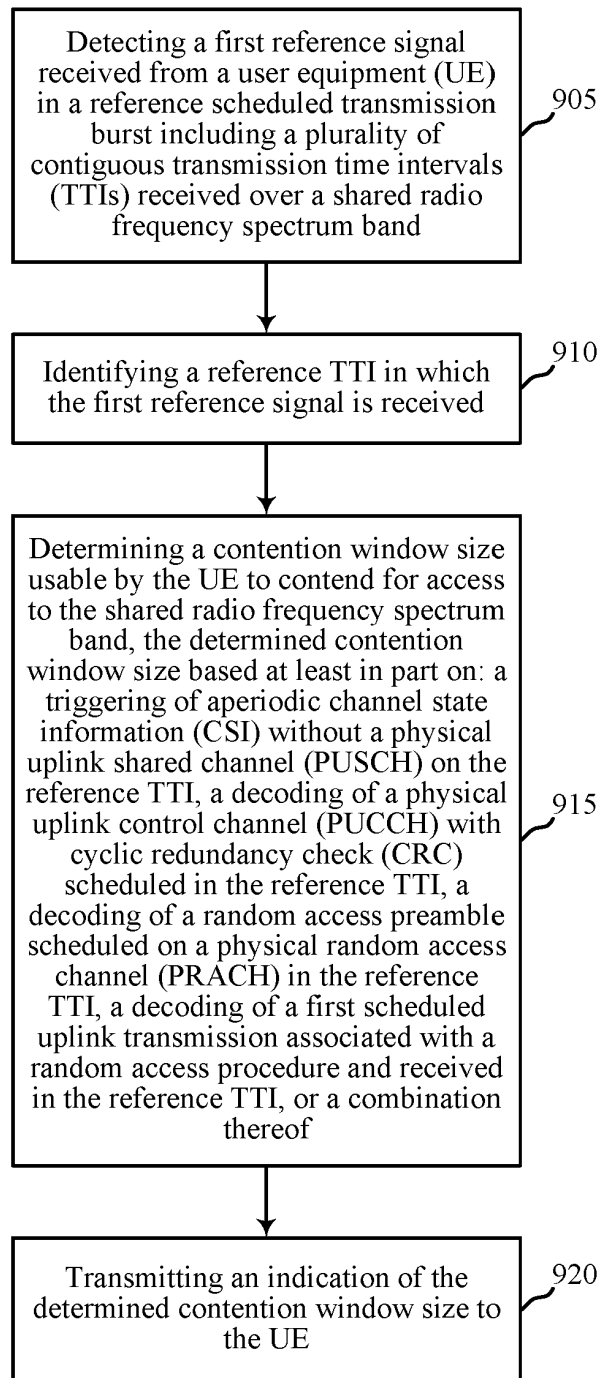 Detecting a first reference signal
received from a user equipment (UE)
in a reference scheduled transmission
burst including a plurality of
contiguous transmission time intervals
(TTIs) received over a shared radio
frequency spectrum band
905
Identifying a reference TTI in which
the first reference signal is received
910
Determining a contention window size
usable by the UE to contend for access
to the shared radio frequency spectrum
band, the determined contention
window size based at least in part on: a
triggering of aperiodic channel state
information (CSI) without a physical
uplink shared channel (PUSCH) on
the reference TTI, a decoding of a physical
uplink control channel (PUCCH) with
cyclic redundancy check (CRC)
scheduled in the reference TTI, a
decoding of a random access preamble
scheduled on a physical random access
channel (PRACH) in the reference
TTI, a decoding of a first scheduled
uplink transmission associated with a
random access procedure and received
in the reference TTI, or a combination
thereof
915
Transmitting an indication of the
determined contention window size to
the UE
920